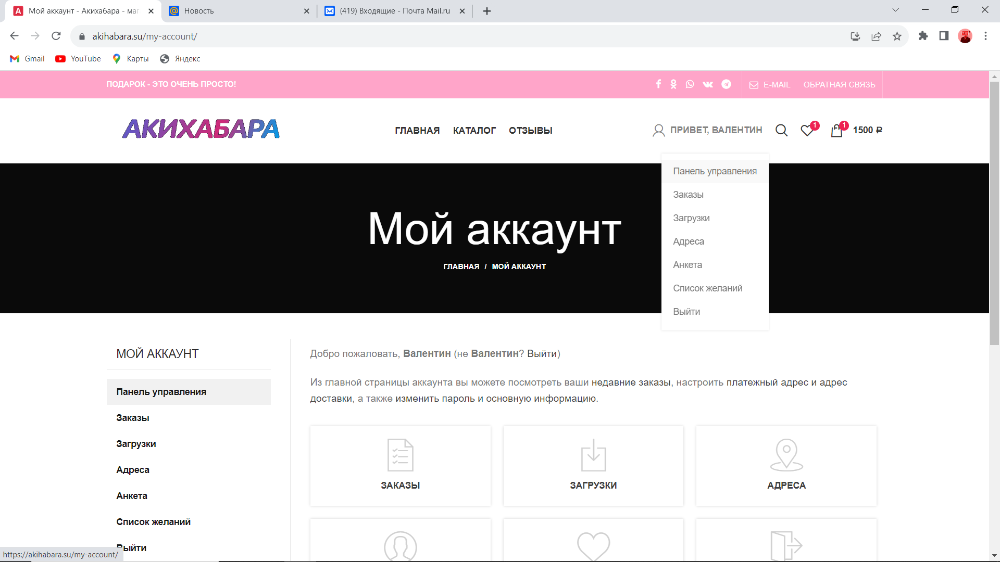 Мой аккаунт - Акихабара - маг
Новость
(419) Входящие - Почта Mail.ru
akihabara.su/my-account/
Gmail
YouTube
Карты
Яндекс
ПОДАРОК - ЭТО ОЧЕНЬ ПРОСТО!
E-MAIL
ОБРАТНАЯ СВЯЗЬ
АКИХАБАРА
ГЛАВНАЯ
КАТАЛОГ
ОТЗЫВЫ
ПРИВЕТ, ВАЛЕНТИН
1
1
1500 ₽
Панель управления
Заказы
Загрузки
Адреса
Анкета
Список желаний
Выйти
Мой аккаунт
ГЛАВНАЯ / МОЙ АККАУНТ
МОЙ АККАУНТ
Панель управления
Заказы
Загрузки
Адреса
Анкета
Список желаний
Выйти
Добро пожаловать, Валентин (не Валентин? Выйти)
Из главной страницы аккаунта вы можете посмотреть ваши недавние заказы, настроить платежный адрес и адрес
доставки, а также изменить пароль и основную информацию.
ЗАКАЗЫ
ЗАГРУЗКИ
АДРЕСА
https://akihabara.su/my-account/